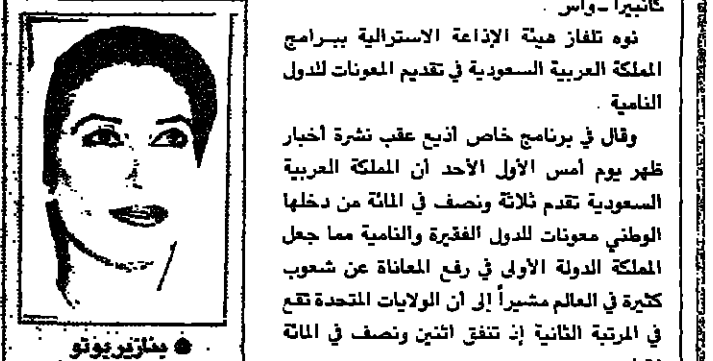 كانبيرا ـ واس .
نوه تلفاز هيئة الإذاعة الاسترالية ببرامج
المملكة العربية السعودية في تقديم المعونات للدول
النامية .
وقال في برنامج خاص أذيع عقب نشرة أخبار
ظهر يوم أمس الأول الأحد أن المملكة العربية
السعودية تقدم ثلاثة ونصف في المائة من دخلها
الوطني معونات للدول الفقيرة والنامية مما جعل
المملكة الدولة الأولى في رفع المعاناة عن شعوب
كثيرة في العالم مشيراً إلى أن الولايات المتحدة تقع
في المرتبة الثانية إذ تنفق اثنين ونصف في المائة
بينازير بوتو